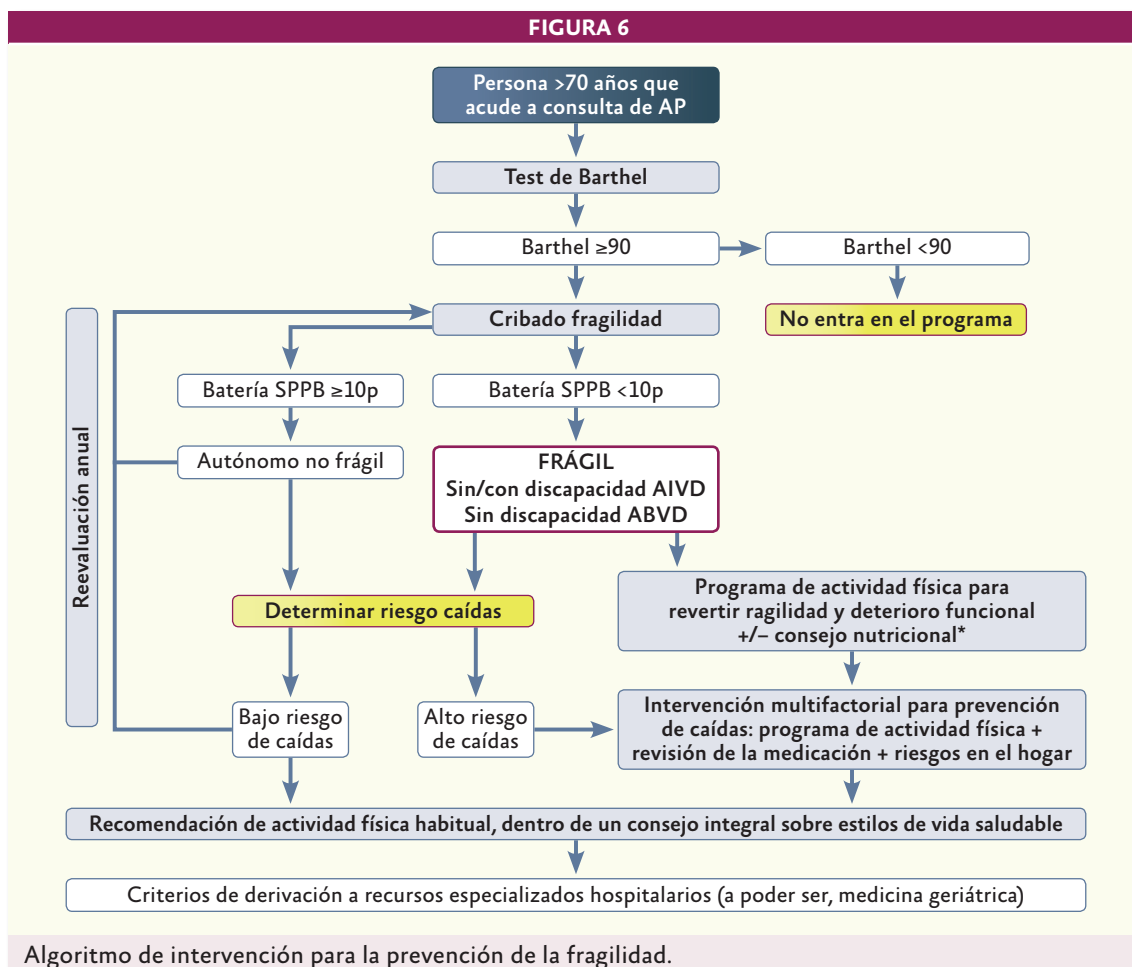 FIGURA 6
Persona >70 años que
acude a consulta de AP
Test de Barthel
Barthel ≥90
Barthel <90
Cribado fragilidad
No entra en el programa
Reevaluación anual
Batería SPPB ≥10p
Batería SPPB <10p
Autónomo no frágil
FRÁGIL
Sin/con discapacidad AIVD
Sin discapacidad ABVD
Determinar riesgo caídas
Programa de actividad física para
revertir ragilidad y deterioro funcional
+/– consejo nutricional*
Bajo riesgo
de caídas
Alto riesgo
de caídas
Intervención multifactorial para prevención
de caídas: programa de actividad física +
revisión de la medicación + riesgos en el hogar
Recomendación de actividad física habitual, dentro de un consejo integral sobre estilos de vida saludable
Criterios de derivación a recursos especializados hospitalarios (a poder ser, medicina geriátrica)
Algoritmo de intervención para la prevención de la fragilidad.